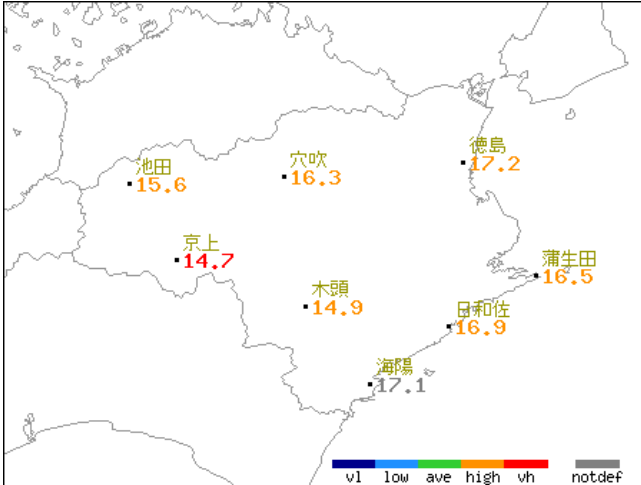 徳島
17.2
穴吹
16.3
池田
15.6
京上
14.7
蒲生田
16.5
木頭
14.9
日和佐
16.9
海陽
17.1
vl low ave high vh notdef